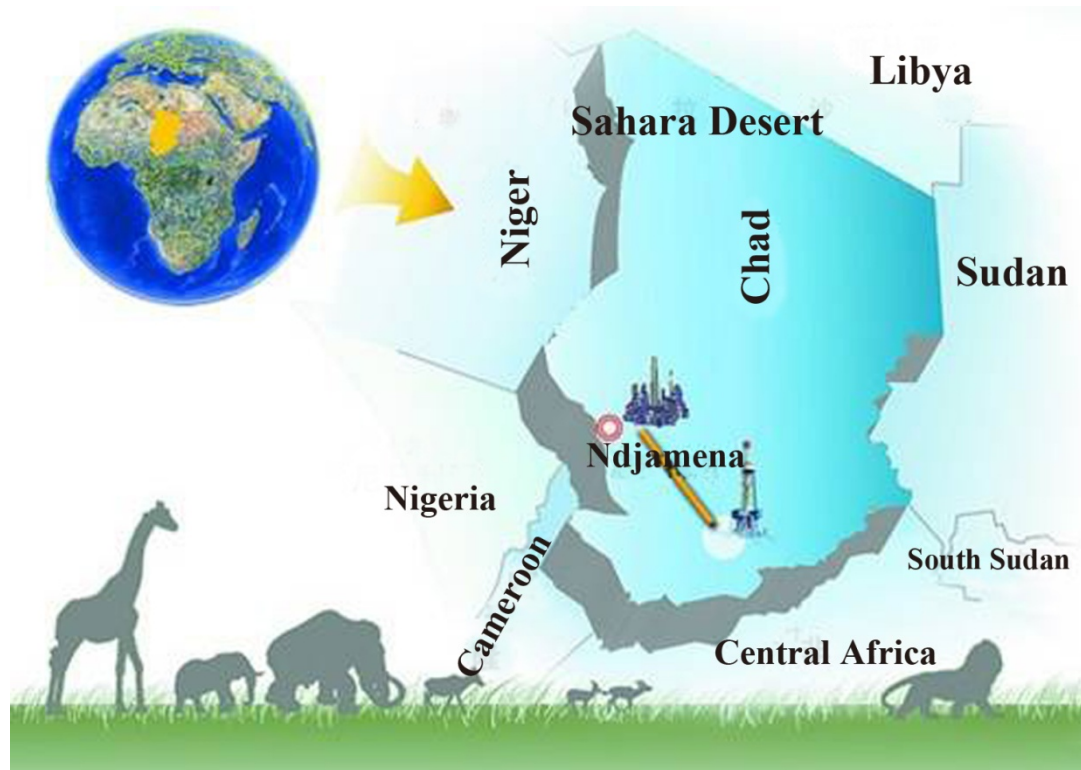 Libya
Sahara Desert
Niger
Chad
Sudan
Ndjamena
Nigeria
Cameroon
South Sudan
Central Africa